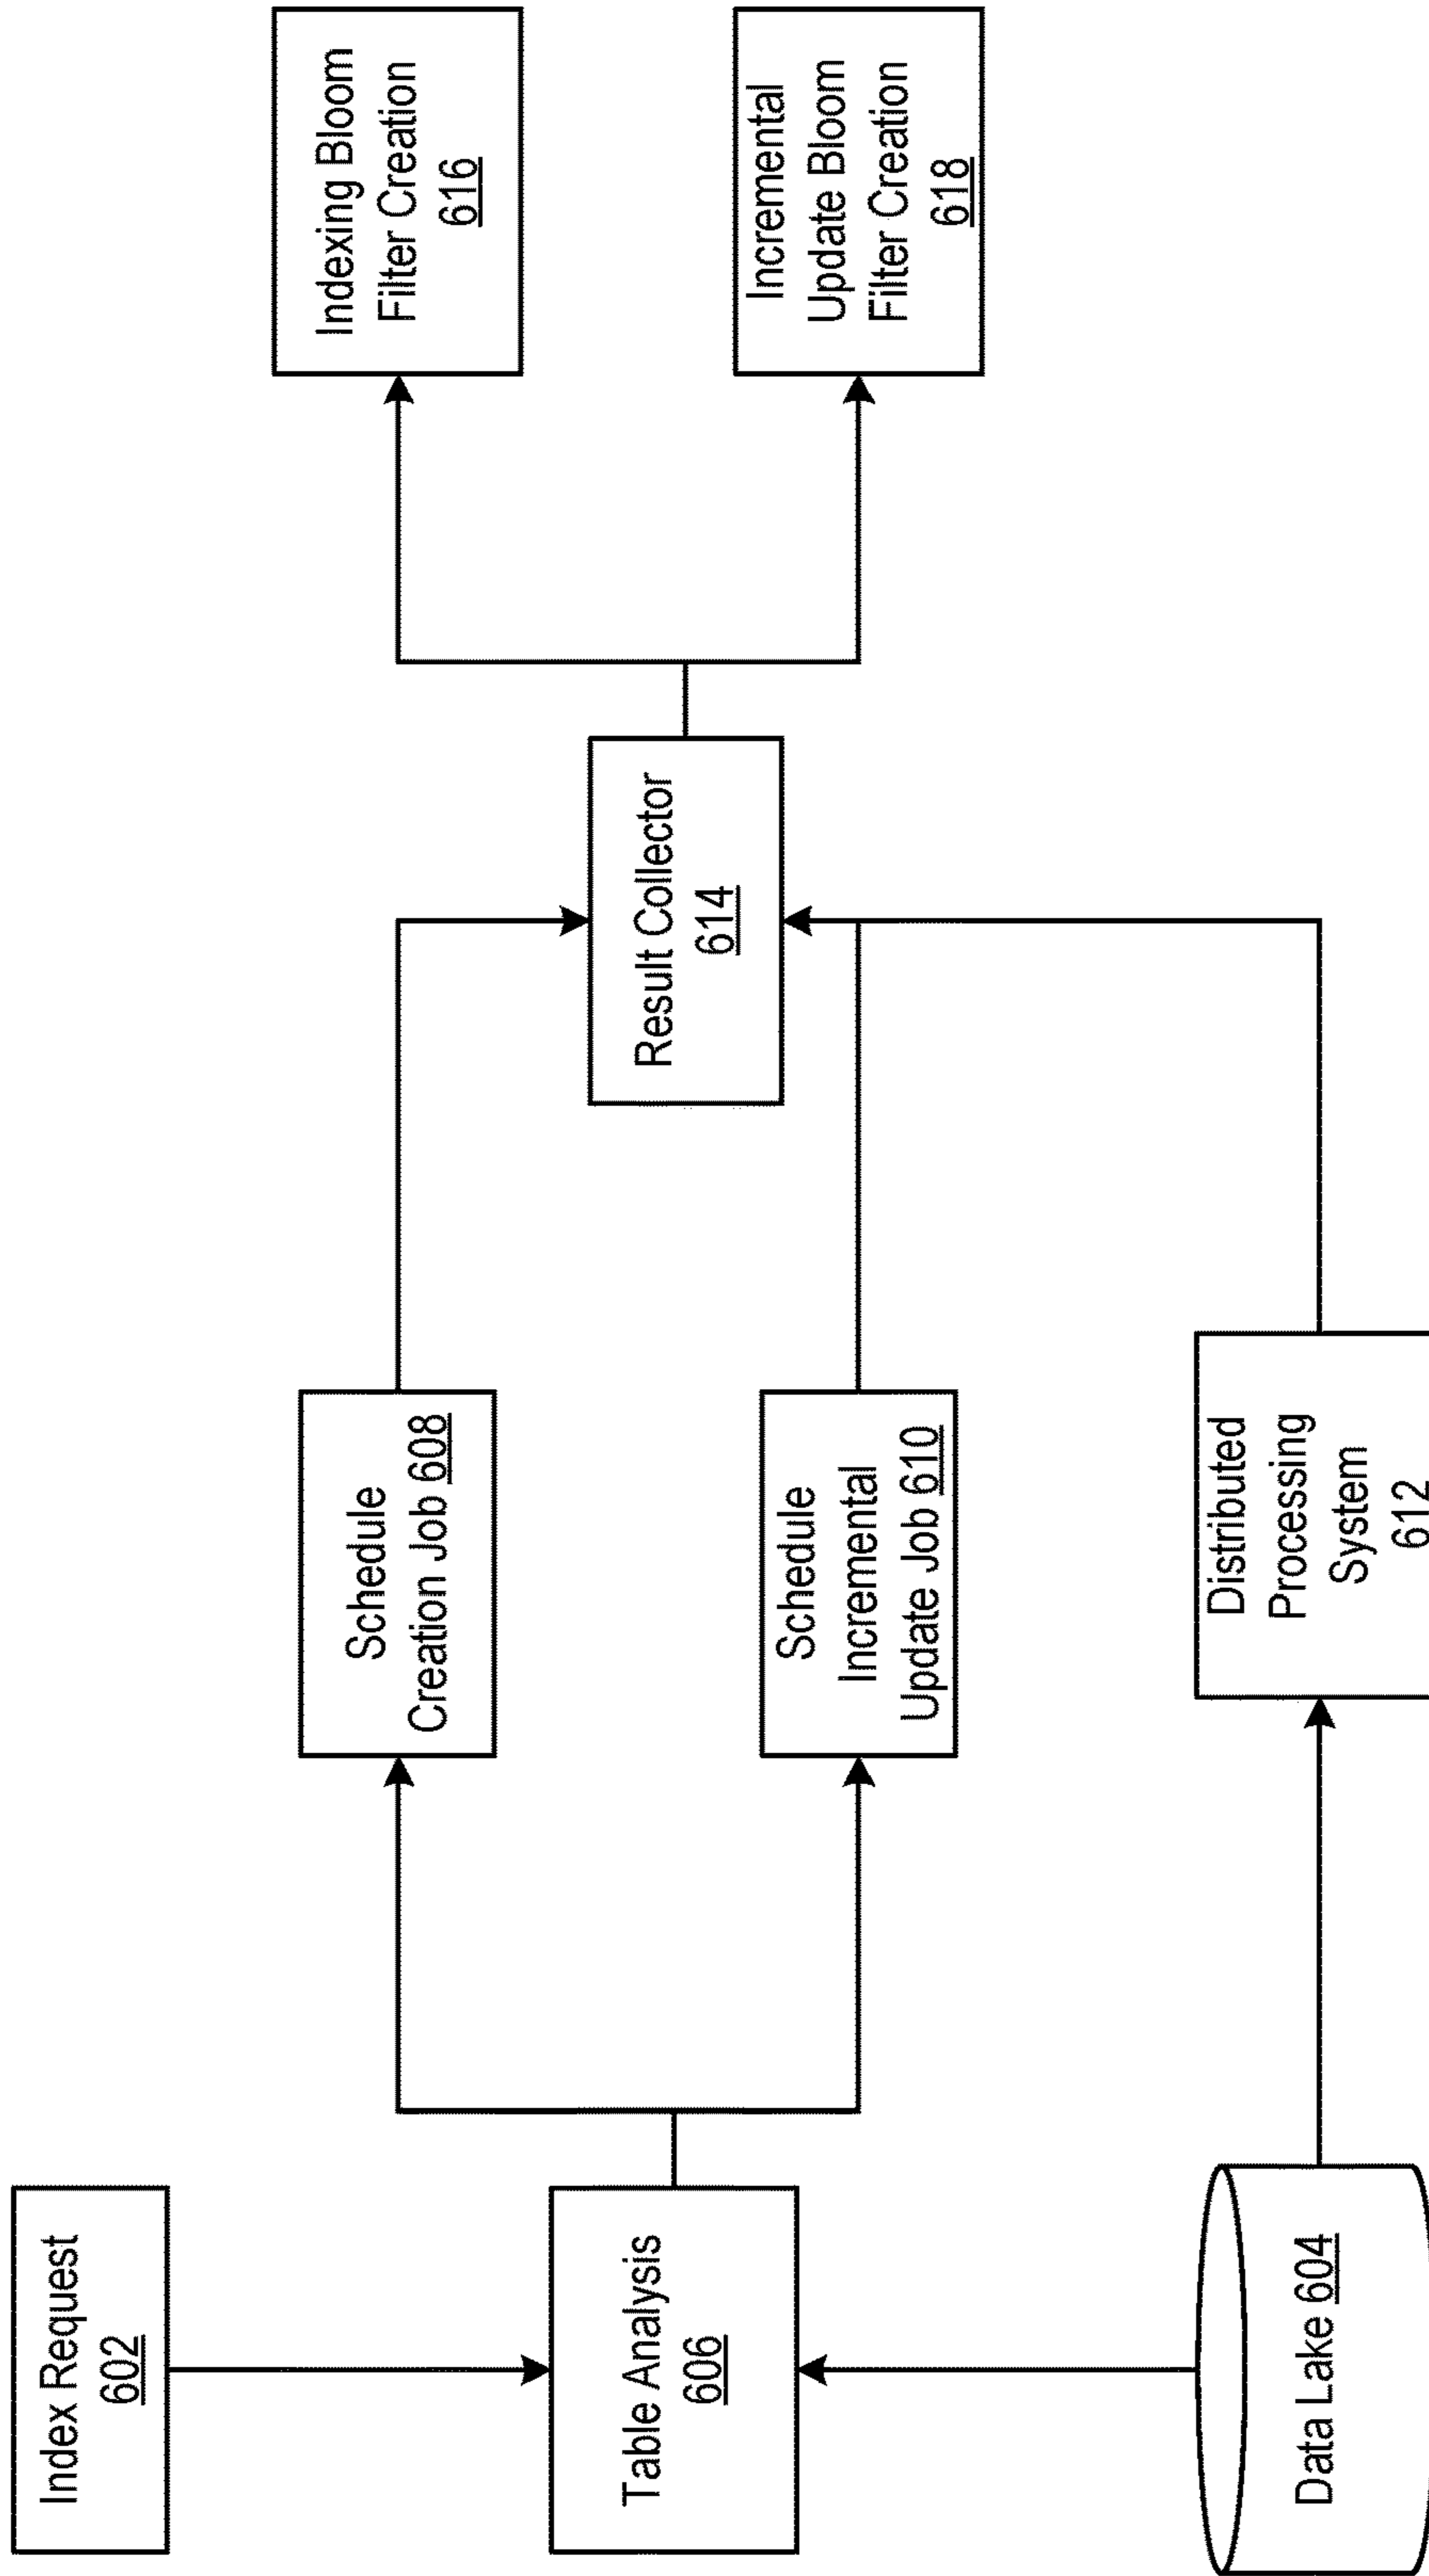 Index Request
602
Table Analysis
606
Data Lake 604
Schedule
Creation Job 608
Schedule
Incremental
Update Job 610
Distributed
Processing
System
612
Result Collector
614
Indexing Bloom
Filter Creation
616
Incremental
Update Bloom
Filter Creation
618